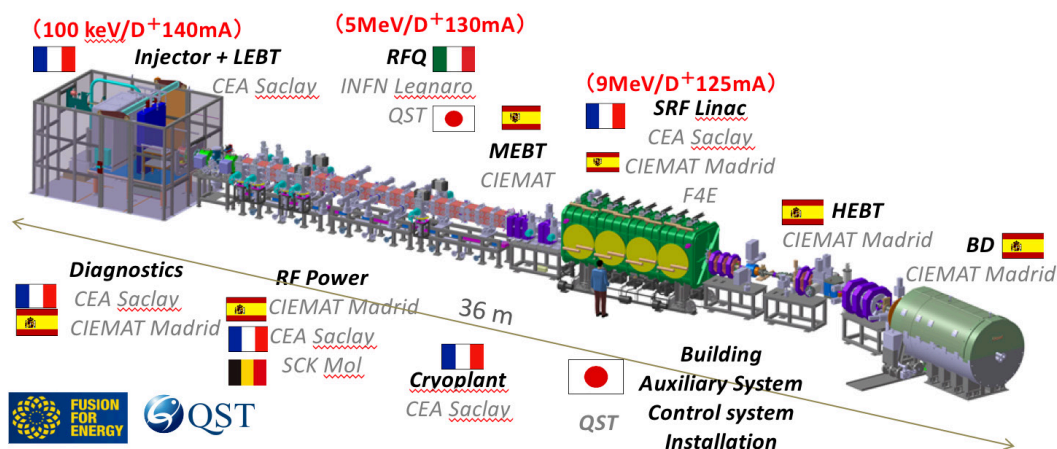 （100 keV/D+140mA）
Injector + LEBT
CEA Saclay
（5MeV/D+130mA）
RFQ
INFN Legnaro
QST
MEBT
CIEMAT
（9MeV/D+125mA）
SRF Linac
CEA Saclay
CIEMAT Madrid
F4E
HEBT
CIEMAT Madrid
BD
CIEMAT Madrid
Diagnostics
CEA Saclay
CIEMAT Madrid
RF Power
CIEMAT Madrid
CEA Saclay
SCK Mol
36 m
Cryoplant
CEA Saclay
QST
Building
Auxiliary System
Control system
Installation
FUSION
FOR
ENERGY
QST